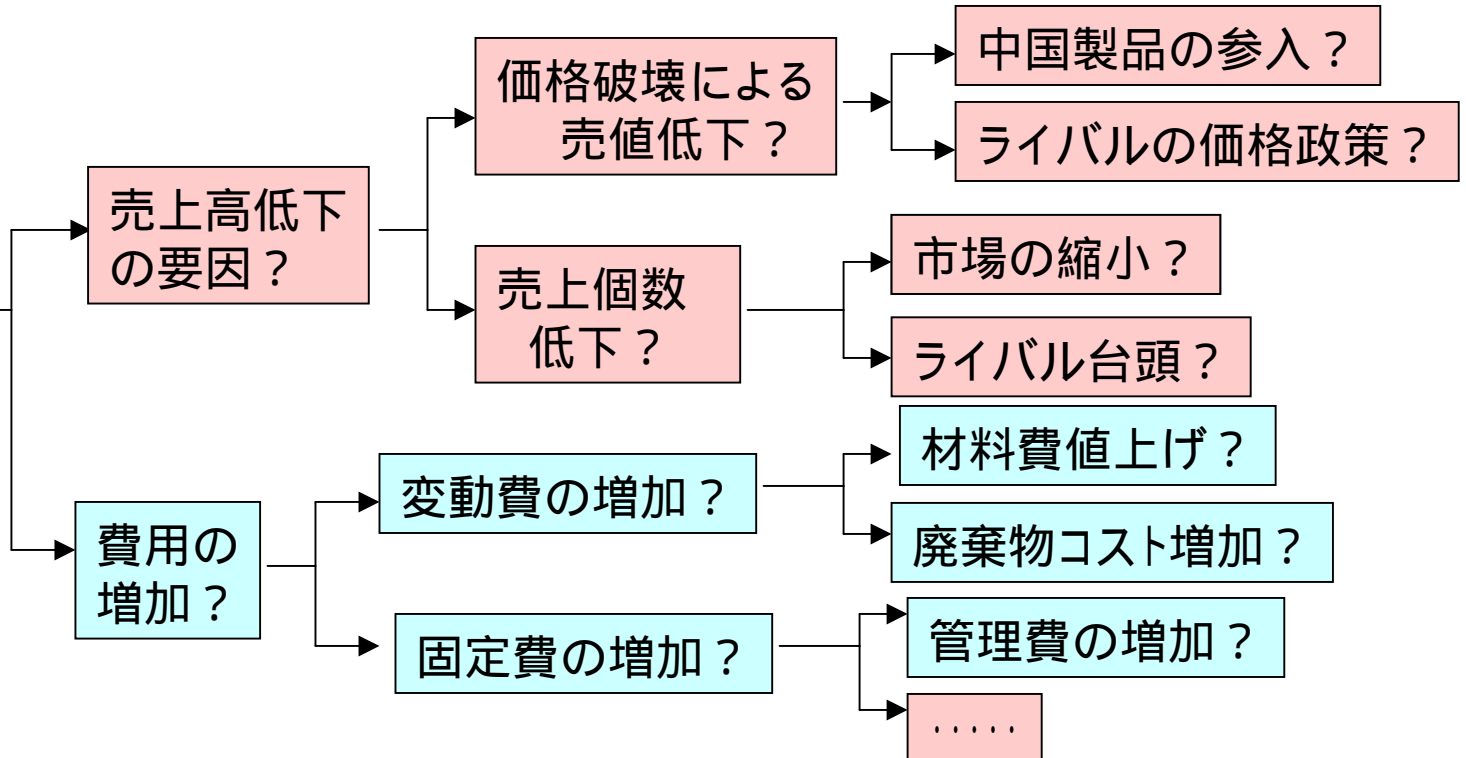 中国製品の参入？
価格破壊による
売値低下？
ライバルの価格政策？
売上高低下
の要因？
市場の縮小？
売上個数
低下？
ライバル台頭？
材料費値上げ？
変動費の増加？
廃棄物コスト増加？
費用の
増加？
管理費の増加？
固定費の増加？
・・・・・